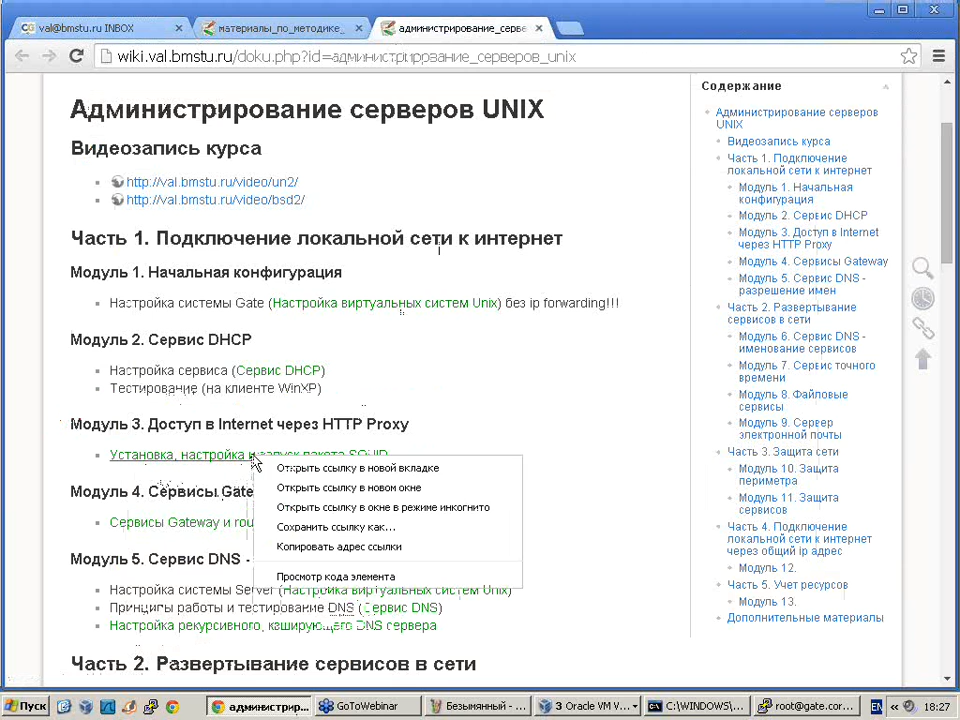 val@bmstu.ru INBOX
материалы_по_методике_
администрирование_серве
wiki.val.bmstu.ru/doku.php?id=администрирование_серверов_unix
Администрирование серверов UNIX
Видеозапись курса
http://val.bmstu.ru/video/un2/
http://val.bmstu.ru/video/bsd2/
Часть 1. Подключение локальной сети к интернет
Модуль 1. Начальная конфигурация
Настройка системы Gate (Настройка виртуальных систем Unix) без ip forwarding!!!
Модуль 2. Сервис DHCP
Настройка сервиса (Сервис DHCP)
Тестирование (на клиенте WinXP)
Модуль 3. Доступ в Internet через HTTP Proxy
Установка, настройка и запуск пакета SQUID
Модуль 4. Сервисы Gate
Сервисы Gateway и rou
Модуль 5. Сервис DNS -
Настройка системы Server (Настройка виртуальных систем Unix)
Принципы работы и тестирование DNS (Сервис DNS)
Настройка рекурсивного, кэширующего DNS сервера
Часть 2. Развертывание сервисов в сети
Открыть ссылку в новой вкладке
Открыть ссылку в новом окне
Открыть ссылку в окне в режиме инкогнито
Сохранить ссылку как...
Копировать адрес ссылки
Просмотр кода элемента
Содержание
Администрирование серверов
UNIX
Видеозапись курса
Часть 1. Подключение
локальной сети к интернет
Модуль 1. Начальная
конфигурация
Модуль 2. Сервис DHCP
Модуль 3. Доступ в Internet
через HTTP Proxy
Модуль 4. Сервисы Gateway
Модуль 5. Сервис DNS -
разрешение имен
Часть 2. Развертывание
сервисов в сети
Модуль 6. Сервис DNS -
именование сервисов
Модуль 7. Сервис точного
времени
Модуль 8. Файловые
сервисы
Модуль 9. Сервер
электронной почты
Часть 3. Защита сети
Модуль 10. Защита
периметра
Модуль 11. Защита
сервисов
Часть 4. Подключение
локальной сети к интернет
через общий ip адрес
Модуль 12.
Часть 5. Учет ресурсов
Модуль 13.
Дополнительные материалы
Пуск
администрир...
GoToWebinar
Безымянный - ...
3 Oracle VM V...
C:\WINDOWS\...
root@gate.cor...
EN
18:27